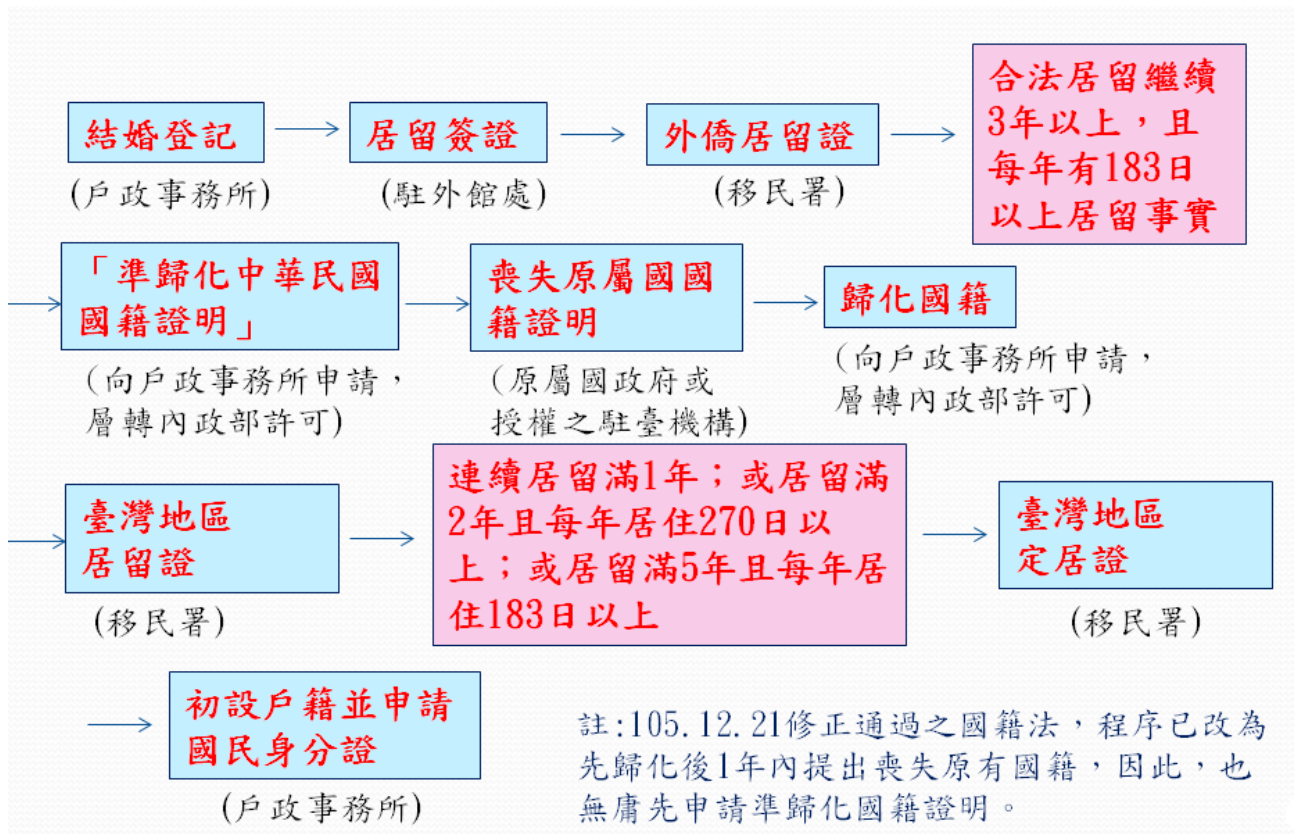 結婚登記
(戶政事務所)
居留簽證
(駐外館處)
外僑居留證
(移民署)
合法居留繼續
3年以上，且
每年有183日
以上居留事實
「準歸化中華民國
國籍證明」
(向戶政事務所申請，
層轉內政部許可)
喪失原屬國國
籍證明
(原屬國政府或
授權之駐臺機構)
歸化國籍
(向戶政事務所申請，
層轉內政部許可)
臺灣地區
居留證
(移民署)
連續居留滿1年；或居留滿
2年且每年居住270日以
上；或居留滿5年且每年居
住183日以上
臺灣地區
定居證
(移民署)
初設戶籍並申請
國民身分證
(戶政事務所)
註:105.12.21修正通過之國籍法，程序已改為
先歸化後1年內提出喪失原有國籍，因此，也
無庸先申請準歸化國籍證明。